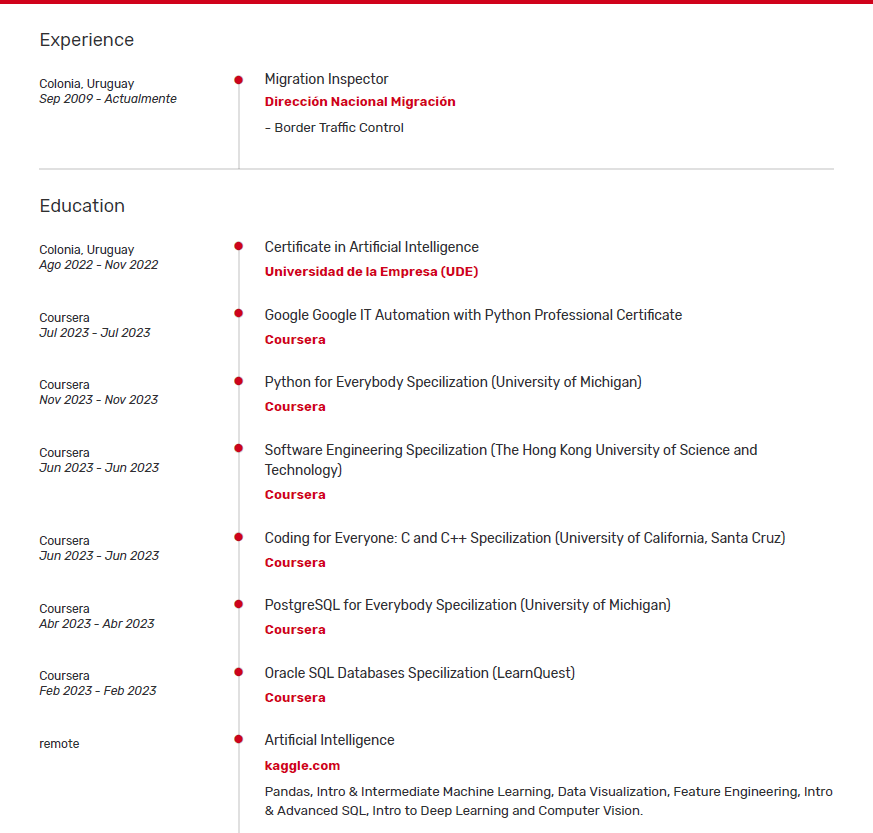 Experience
Colonia, Uruguay
Sep 2009 - Actualmente
Migration Inspector
Dirección Nacional Migración
- Border Traffic Control
Education
Colonia, Uruguay
Ago 2022 - Nov 2022
Certificate in Artificial Intelligence
Universidad de la Empresa (UDE)
Coursera
Jul 2023 - Jul 2023
Google Google IT Automation with Python Professional Certificate
Coursera
Coursera
Nov 2023 - Nov 2023
Python for Everybody Specilization (University of Michigan)
Coursera
Coursera
Jun 2023 - Jun 2023
Software Engineering Specilization (The Hong Kong University of Science and
Technology)
Coursera
Coursera
Jun 2023 - Jun 2023
Coding for Everyone: C and C++ Specilization (University of California, Santa Cruz)
Coursera
Coursera
Abr 2023 - Abr 2023
PostgreSQL for Everybody Specilization (University of Michigan)
Coursera
Coursera
Feb 2023 - Feb 2023
Oracle SQL Databases Specilization (LearnQuest)
Coursera
remote
Artificial Intelligence
kaggle.com
Pandas, Intro & Intermediate Machine Learning, Data Visualization, Feature Engineering, Intro
& Advanced SQL, Intro to Deep Learning and Computer Vision.